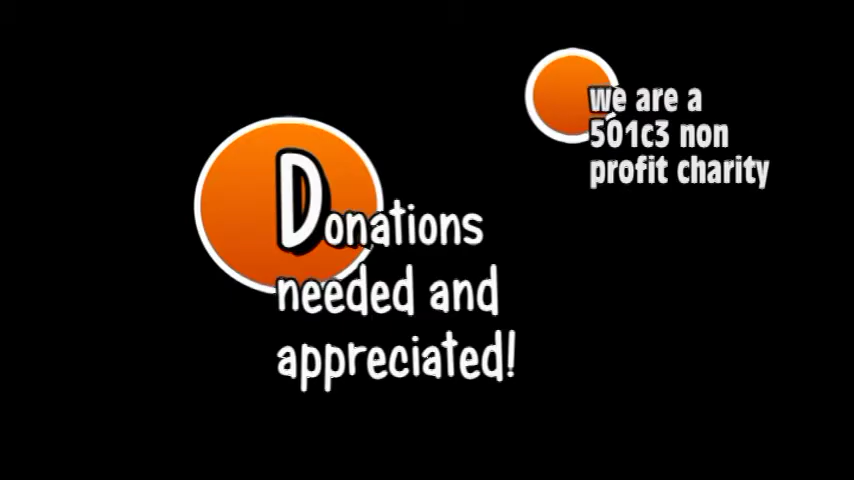 Donations
needed and
appreciated!
we are a
501c3 non
profit charity